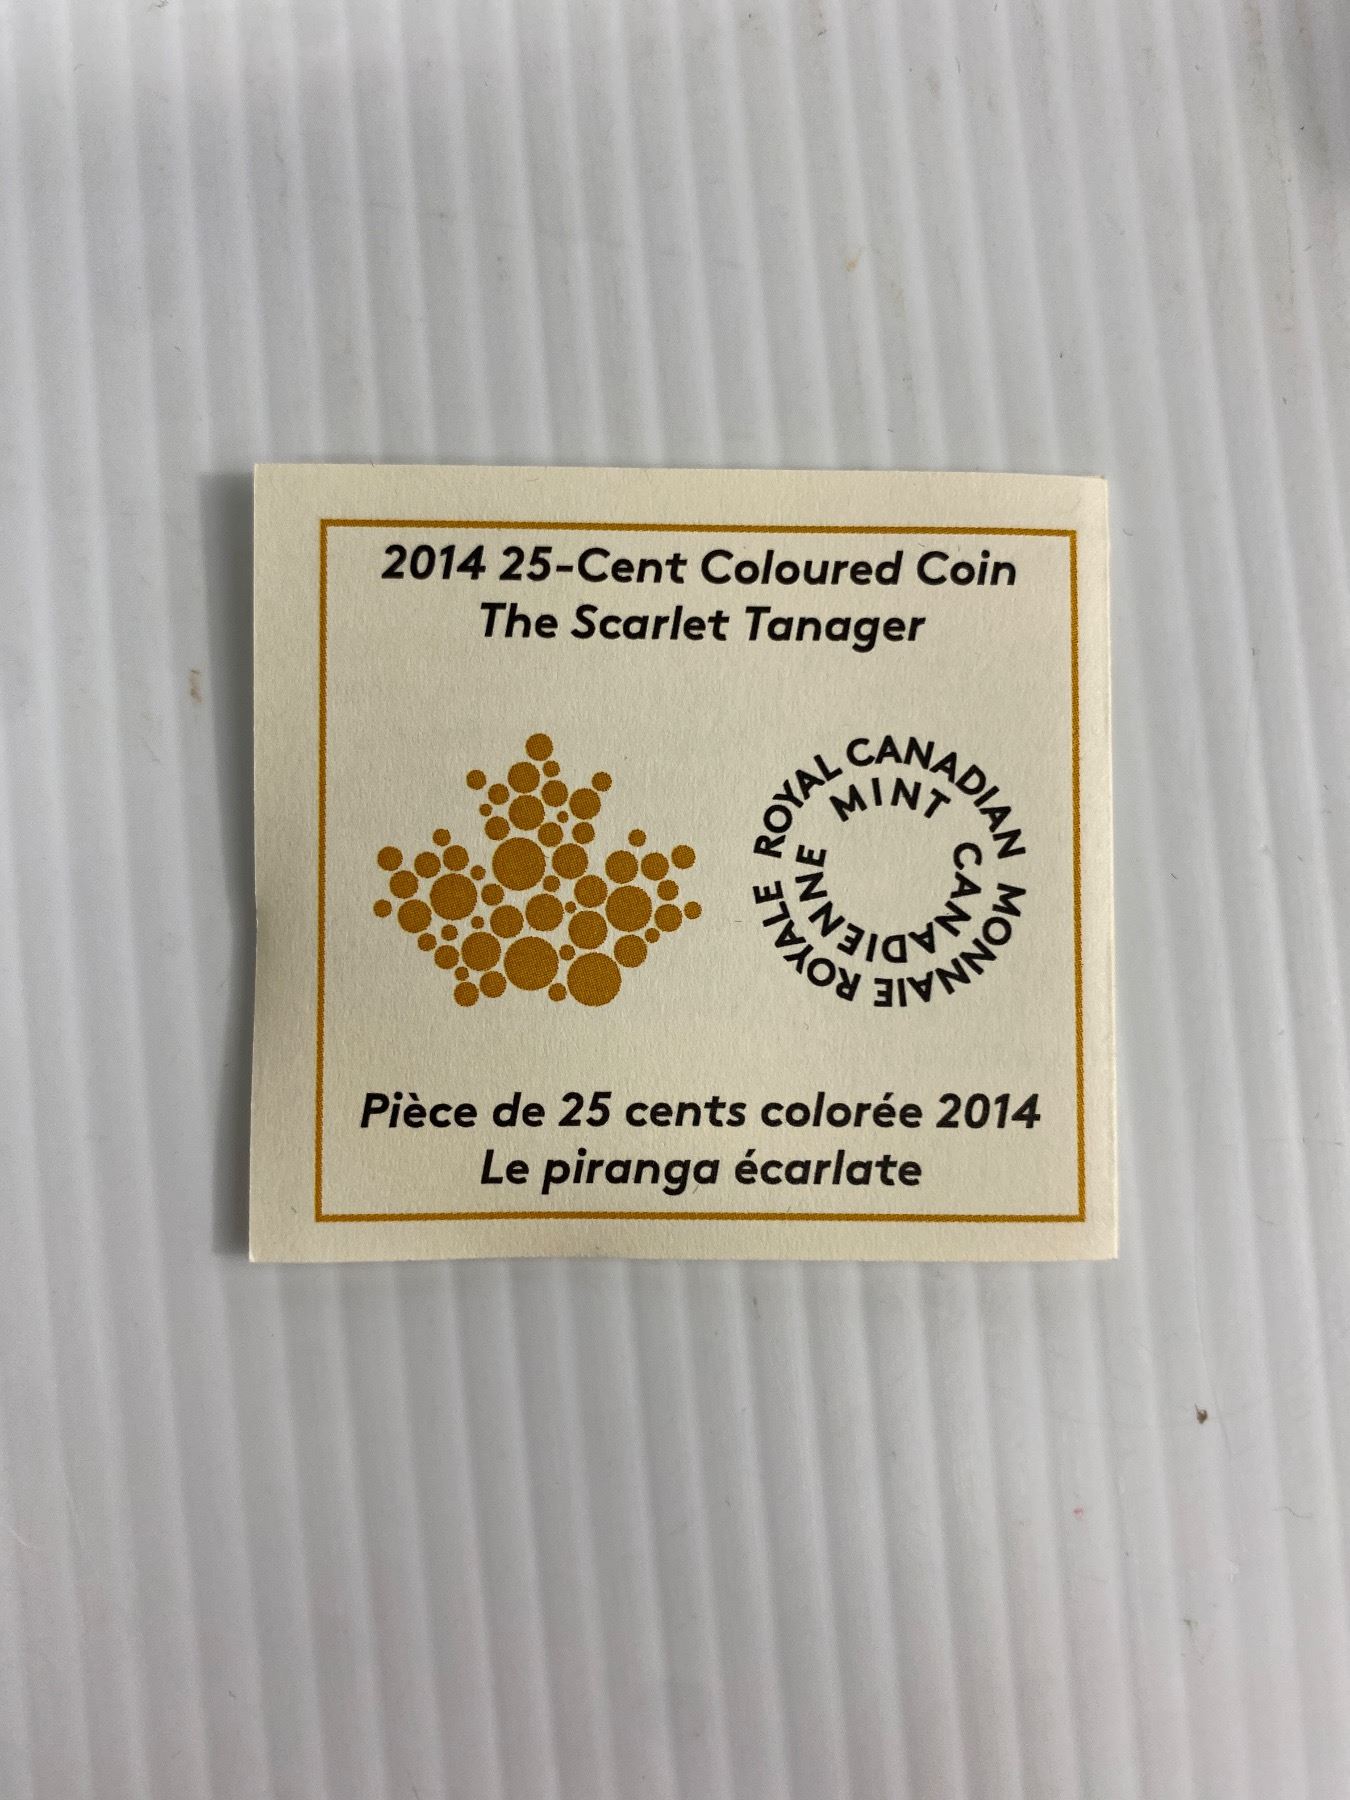 2014 25-Cent Coloured Coin
The Scarlet Tanager
ROYAL CANADIAN
MINT
MONNAIE ROYALE
CANADIENNE
Pièce de 25 cents colorée 2014
Le piranga écarlate